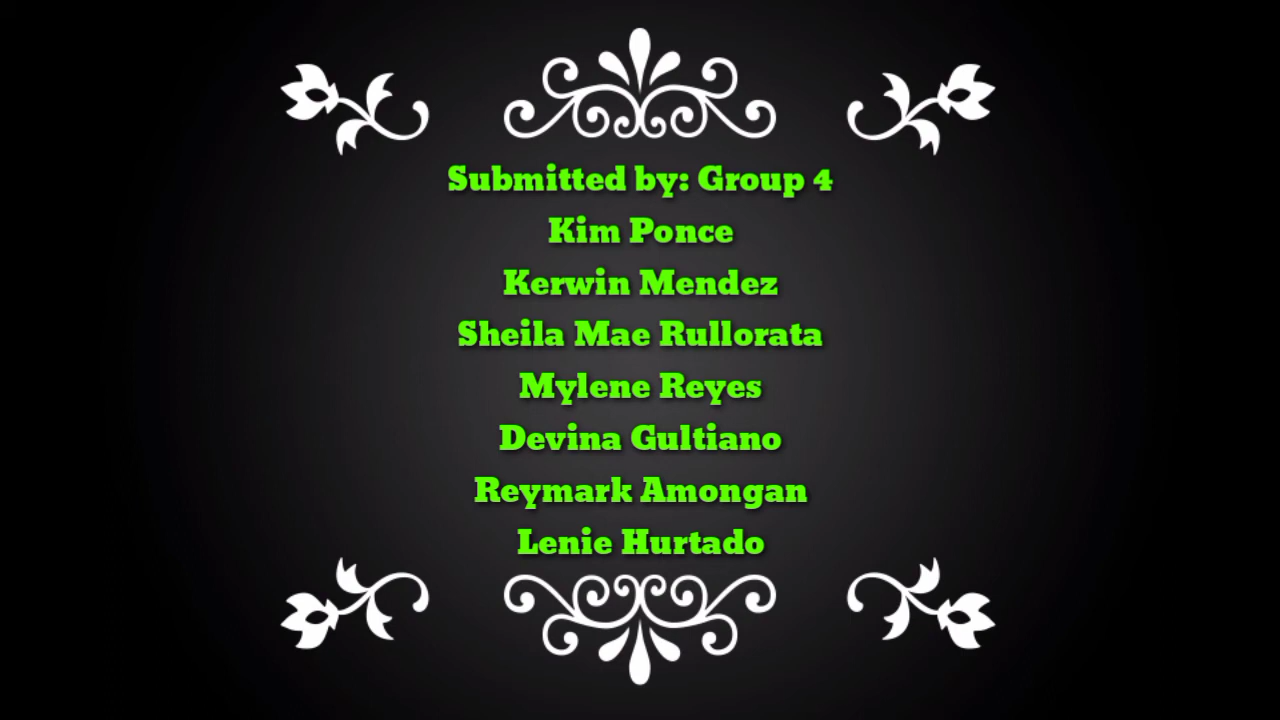 Submitted by: Group 4
Kim Ponce
Kerwin Mendez
Sheila Mae Rullorata
Mylene Reyes
Devina Gultiano
Reymark Amongan
Lenie Hurtado